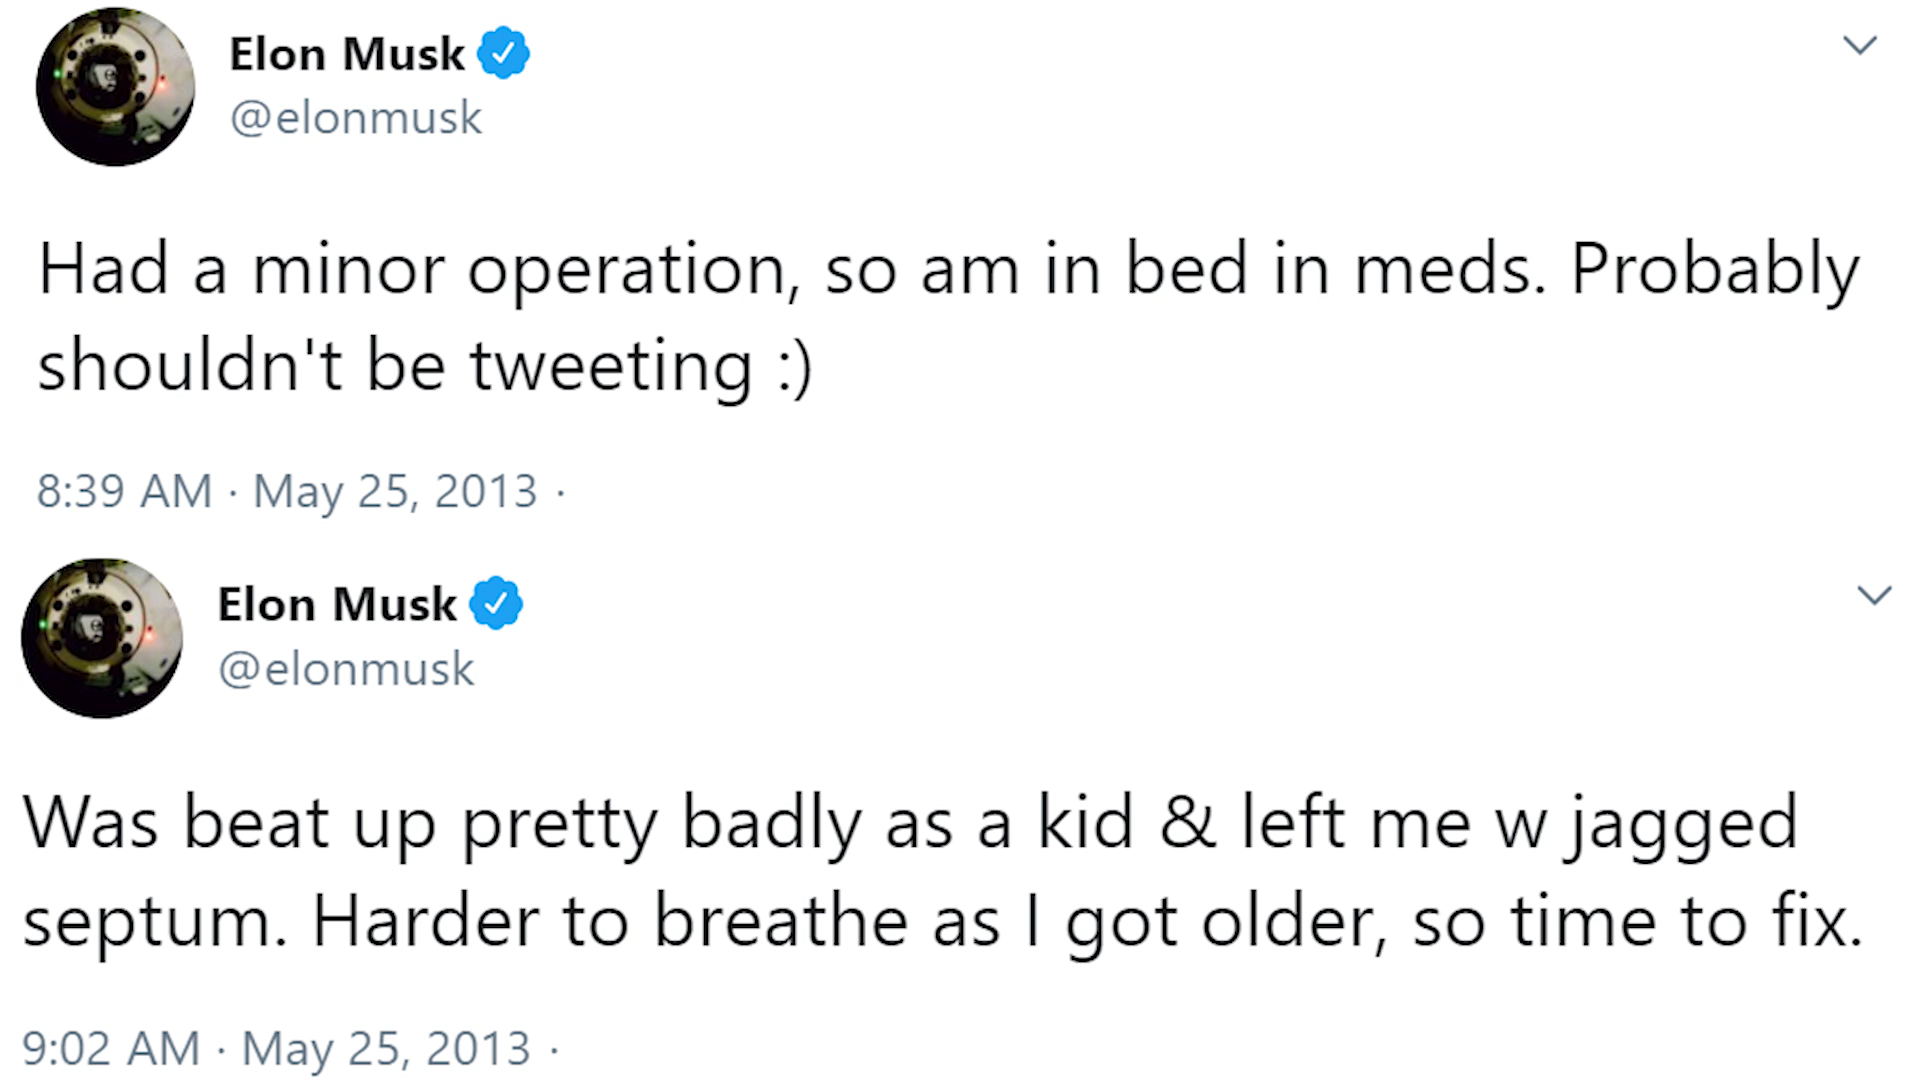 Elon Musk
@elonmusk
Had a minor operation, so am in bed in meds. Probably
shouldn't be tweeting :)
8:39 AM · May 25, 2013 ·
Elon Musk
@elonmusk
Was beat up pretty badly as a kid & left me w jagged
septum. Harder to breathe as I got older, so time to fix.
9:02 AM · May 25, 2013 ·